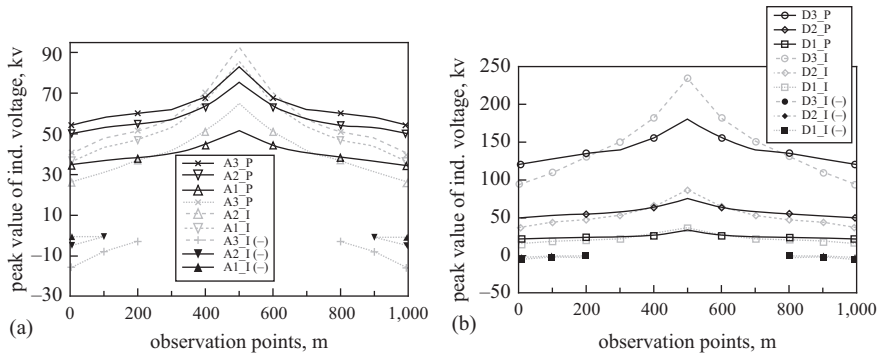 90
70
50
30
10
−10
−30
peak value of ind. voltage, kv
A3_P
A2_P
A1_P
A3_P
A2_I
A1_I
A3_I (−)
A2_I (−)
A1_I (−)
0
200
400
600
800
1,000
observation points, m
(a)
D3_P
D2_P
D1_P
D3_I
D2_I
D1_I
D3_I (−)
D2_I (−)
D1_I (−)
250
200
150
100
50
0
−50
peak value of ind. voltage, kv
0
200
400
600
800
1,000
observation points, m
(b)